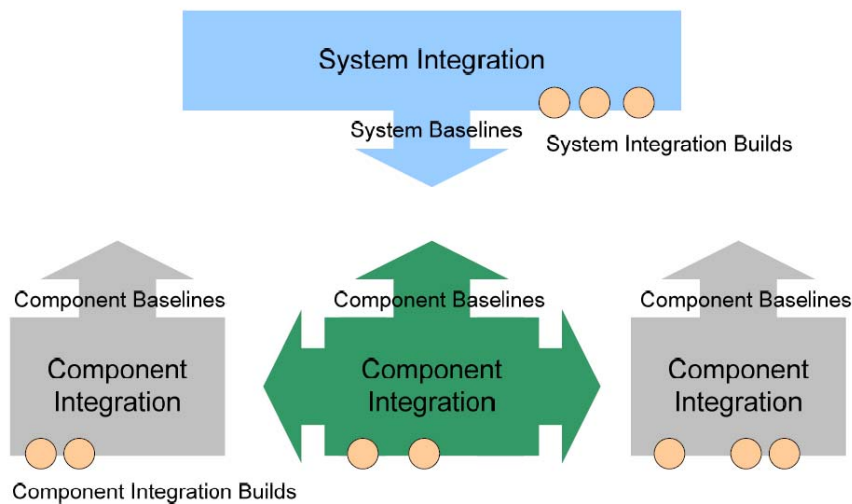 System Integration
System Baselines
System Integration Builds
Component Baselines
Component Baselines
Component Baselines
Component
Integration
Component
Integration
Component
Integration
Component Integration Builds